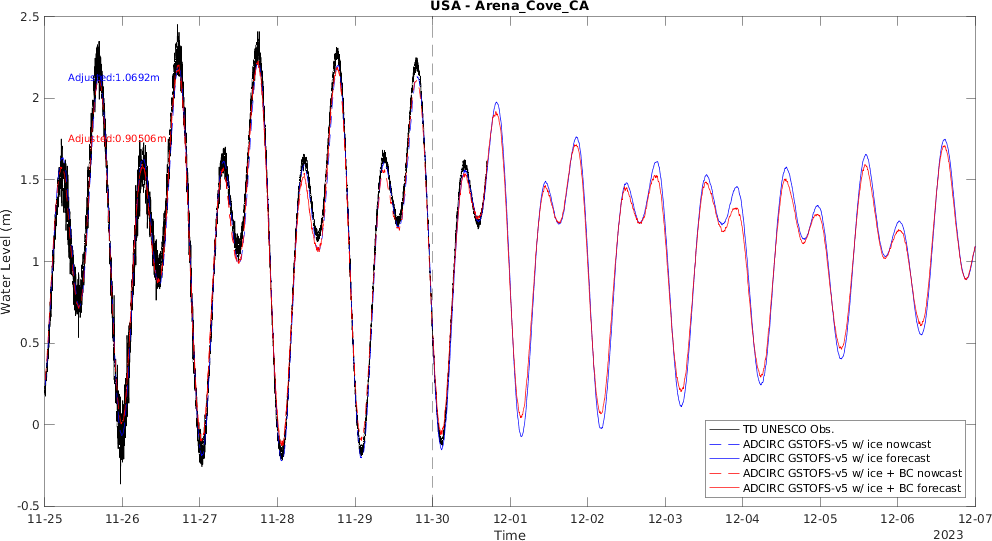 USA - Arena_Cove_CA
2.5
2
1.5
1
0.5
0
-0.5
Water Level (m)
Adjusted:1.0692m
Adjusted:0.90506m
TD UNESCO Obs.
ADCIRC GSTOFS-v5 w/ ice nowcast
ADCIRC GSTOFS-v5 w/ ice forecast
ADCIRC GSTOFS-v5 w/ ice + BC nowcast
ADCIRC GSTOFS-v5 w/ ice + BC forecast
11-25 11-26 11-27 11-28 11-29 11-30 12-01 12-02 12-03 12-04 12-05 12-06 12-07
Time
2023